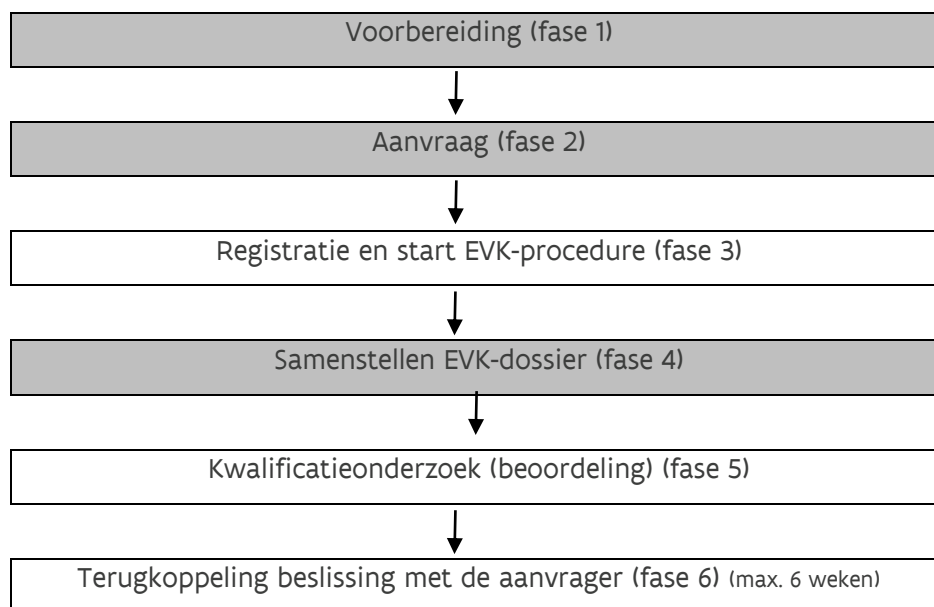 Voorbereiding (fase 1)
Aanvraag (fase 2)
Registratie en start EVK-procedure (fase 3)
Samenstellen EVK-dossier (fase 4)
Kwalificatieonderzoek (beoordeling) (fase 5)
Terugkoppeling beslissing met de aanvrager (fase 6) (max. 6 weken)